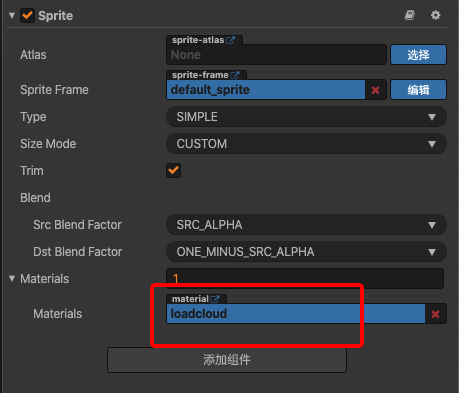 Sprite
sprite-atlas
Atlas None 选择
sprite-frame
Sprite Frame default_sprite 编辑
Type SIMPLE
Size Mode CUSTOM
Trim
Blend
Src Blend Factor SRC_ALPHA
Dst Blend Factor ONE_MINUS_SRC_ALPHA
Materials 1
material
Materials loadcloud
添加组件